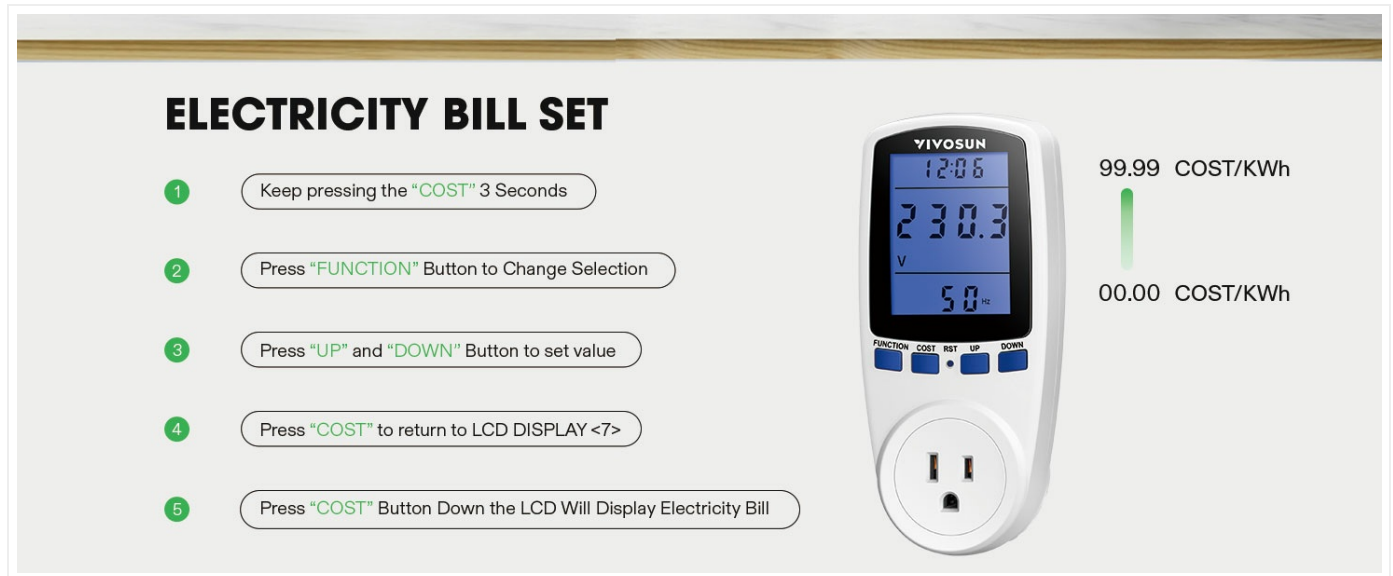 ELECTRICITY BILL SET
1 Keep pressing the “COST” 3 Seconds
2 Press “FUNCTION” Button to Change Selection
3 Press “UP” and “DOWN” Button to set value
4 Press “COST” to return to LCD DISPLAY <7>
5 Press “COST” Button Down the LCD Will Display Electricity Bill
VIVOSUN
12:06
230.3
V
50 Hz
FUNCTION COST RST UP DOWN
99.99 COST/KWh
00.00 COST/KWh